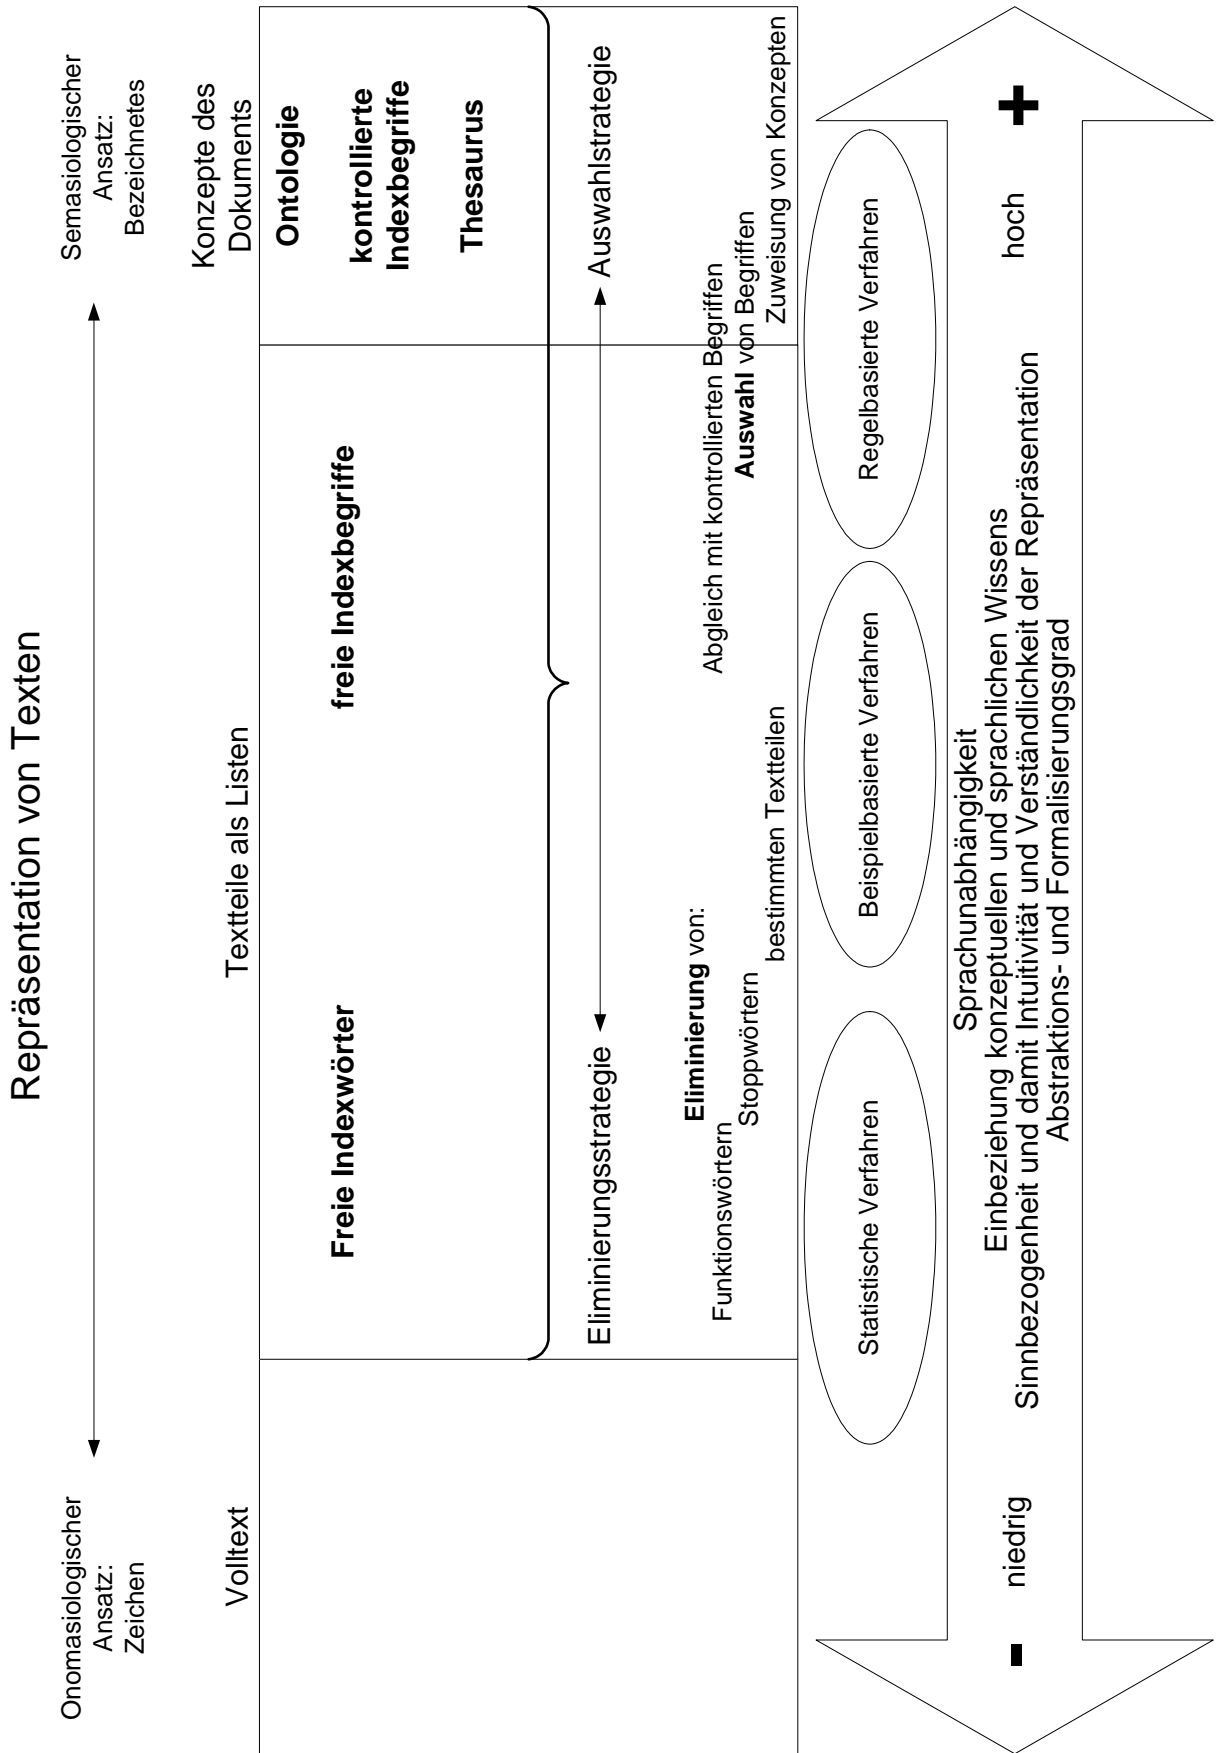 Repräsentation von Texten
Onomasiologischer
Ansatz:
Zeichen
Semasiologischer
Ansatz:
Bezeichnetes
Volltext
Textteile als Listen
Konzepte des
Dokuments
Freie Indexwörter
freie Indexbegriffe
Ontologie
kontrollierte
Indexbegriffe
Thesaurus
Eliminierungsstrategie
Auswahlstrategie
Eliminierung von:
Funktionswörtern
Stoppwörtern
bestimmten Textteilen
Abgleich mit kontrollierten Begriffen
Auswahl von Begriffen
Zuweisung von Konzepten
Statistische Verfahren
Beispielbasierte Verfahren
Regelbasierte Verfahren
Sprachunabhängigkeit
Einbeziehung konzeptuellen und sprachlichen Wissens
Sinnbezogenheit und damit Intuitivität und Verständlichkeit der Repräsentation
Abstraktions- und Formalisierungsgrad
- niedrig
hoch +